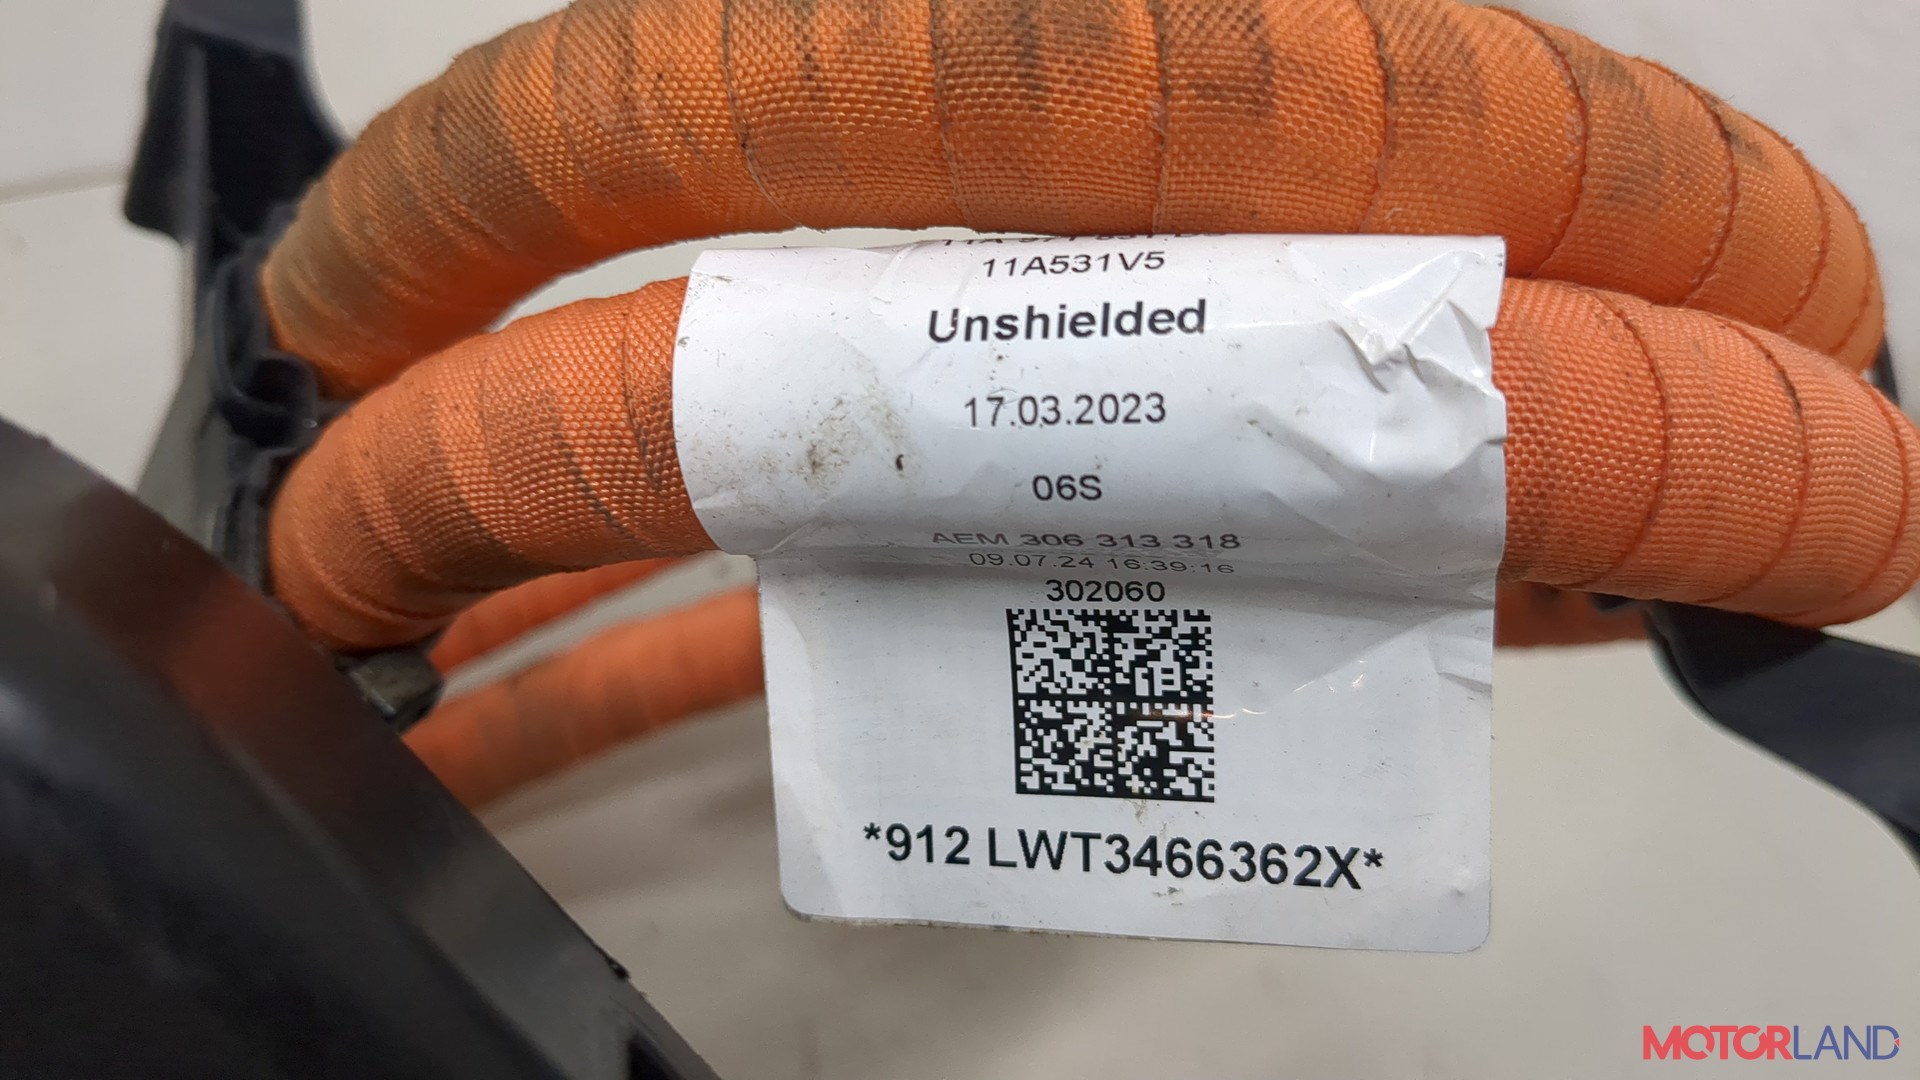 11A531V5
Unshielded
17.03.2023
06S
AEM 306 313 318
09.07.24 16:39:16
302060
*912 LWT3466362X*
MOTORLAND